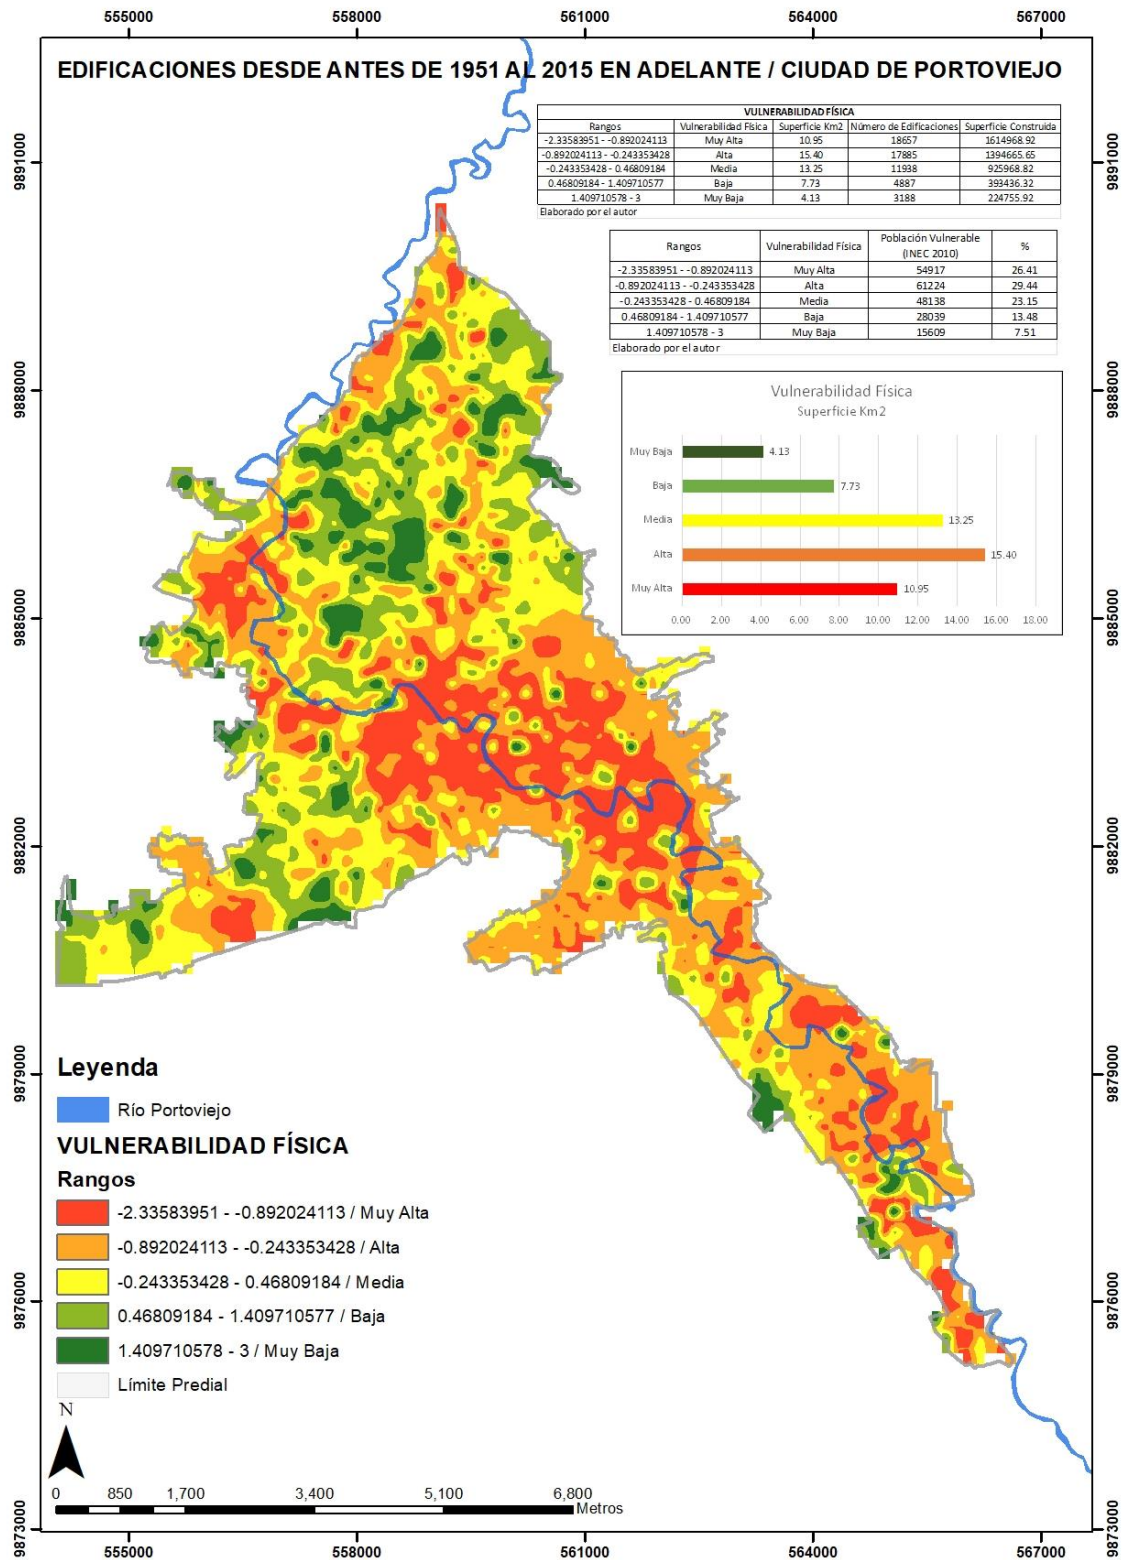 555000 558000 561000 564000 567000
EDIFICACIONES DESDE ANTES DE 1951 AL 2015 EN ADELANTE / CIUDAD DE PORTOVIEJO
VULNERABILIDAD FÍSICA
Rangos Vulnerabilidad Física Superficie Km2 Número de Edificaciones Superficie Construida
-2.33583951 - -0.892024113 Muy Alta 10.95 18657 1614968.92
-0.892024113 - -0.243353428 Alta 15.40 17885 1394665.65
-0.243353428 - 0.46809184 Media 13.25 11938 925968.82
0.46809184 - 1.409710577 Baja 7.73 4887 393436.32
1.409710578 - 3 Muy Baja 4.13 3188 224755.92
Elaborado por el autor
Rangos Vulnerabilidad Física Población Vulnerable (INEC 2010) %
-2.33583951 - -0.892024113 Muy Alta 54917 26.41
-0.892024113 - -0.243353428 Alta 61224 29.44
-0.243353428 - 0.46809184 Media 48138 23.15
0.46809184 - 1.409710577 Baja 28039 13.48
1.409710578 - 3 Muy Baja 15609 7.51
Elaborado por el autor
Vulnerabilidad Física
Superficie Km2
Muy Baja 4.13
Baja 7.73
Media 13.25
Alta 15.40
Muy Alta 10.95
0.00 2.00 4.00 6.00 8.00 10.00 12.00 14.00 16.00 18.00
9891000 9891000
9888000 9888000
9885000 9885000
9882000 9882000
9879000 9879000
9876000 9876000
9873000 9873000
Leyenda
Río Portoviejo
VULNERABILIDAD FÍSICA
Rangos
-2.33583951 - -0.892024113 / Muy Alta
-0.892024113 - -0.243353428 / Alta
-0.243353428 - 0.46809184 / Media
0.46809184 - 1.409710577 / Baja
1.409710578 - 3 / Muy Baja
Límite Predial
N
0 850 1,700 3,400 5,100 6,800
Metros
555000 558000 561000 564000 567000